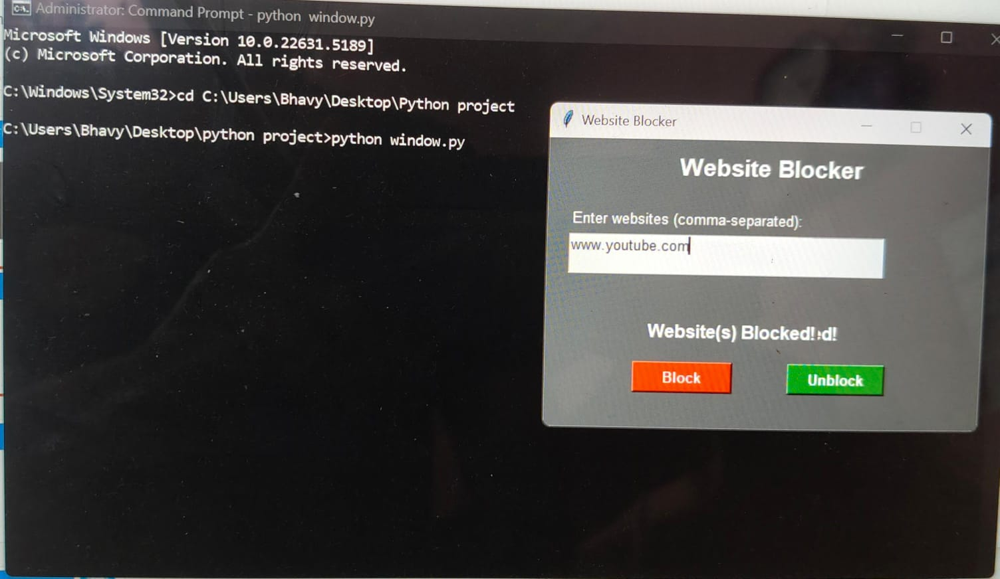 Administrator: Command Prompt - python window.py
Microsoft Windows [Version 10.0.22631.5189]
(c) Microsoft Corporation. All rights reserved.
C:\Windows\System32>cd C:\Users\Bhavy\Desktop\Python project
C:\Users\Bhavy\Desktop\python project>python window.py
Website Blocker
Website Blocker
Enter websites (comma-separated):
www.youtube.com
Website(s) Blocked!
d!
Block
Unblock